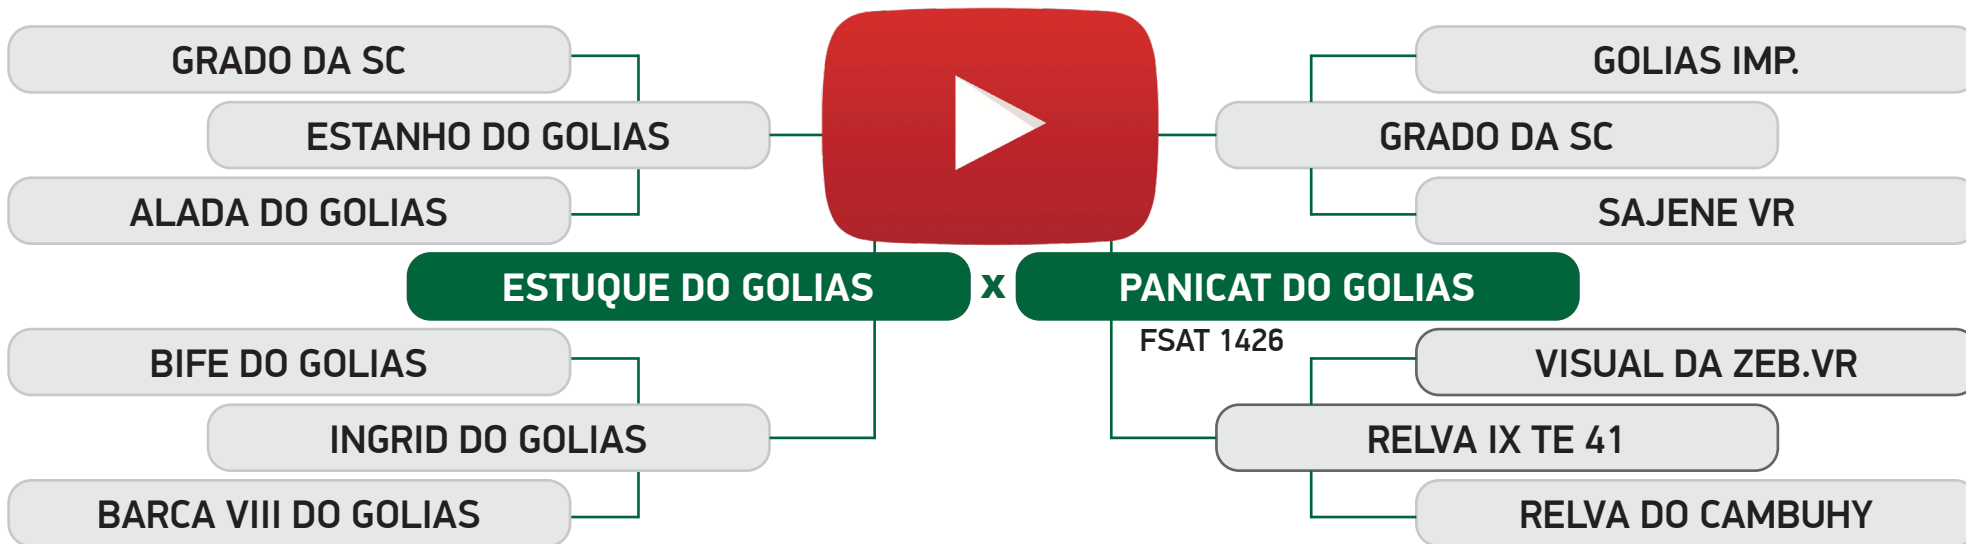 GRADO DA SC
ESTANHO DO GOLIAS
ALADA DO GOLIAS
GOLIAS IMP.
GRADO DA SC
SAJENE VR
ESTUQUE DO GOLIAS x PANICAT DO GOLIAS
FSAT 1426
BIFE DO GOLIAS
INGRID DO GOLIAS
BARCA VIII DO GOLIAS
VISUAL DA ZEB.VR
RELVA IX TE 41
RELVA DO CAMBUHY